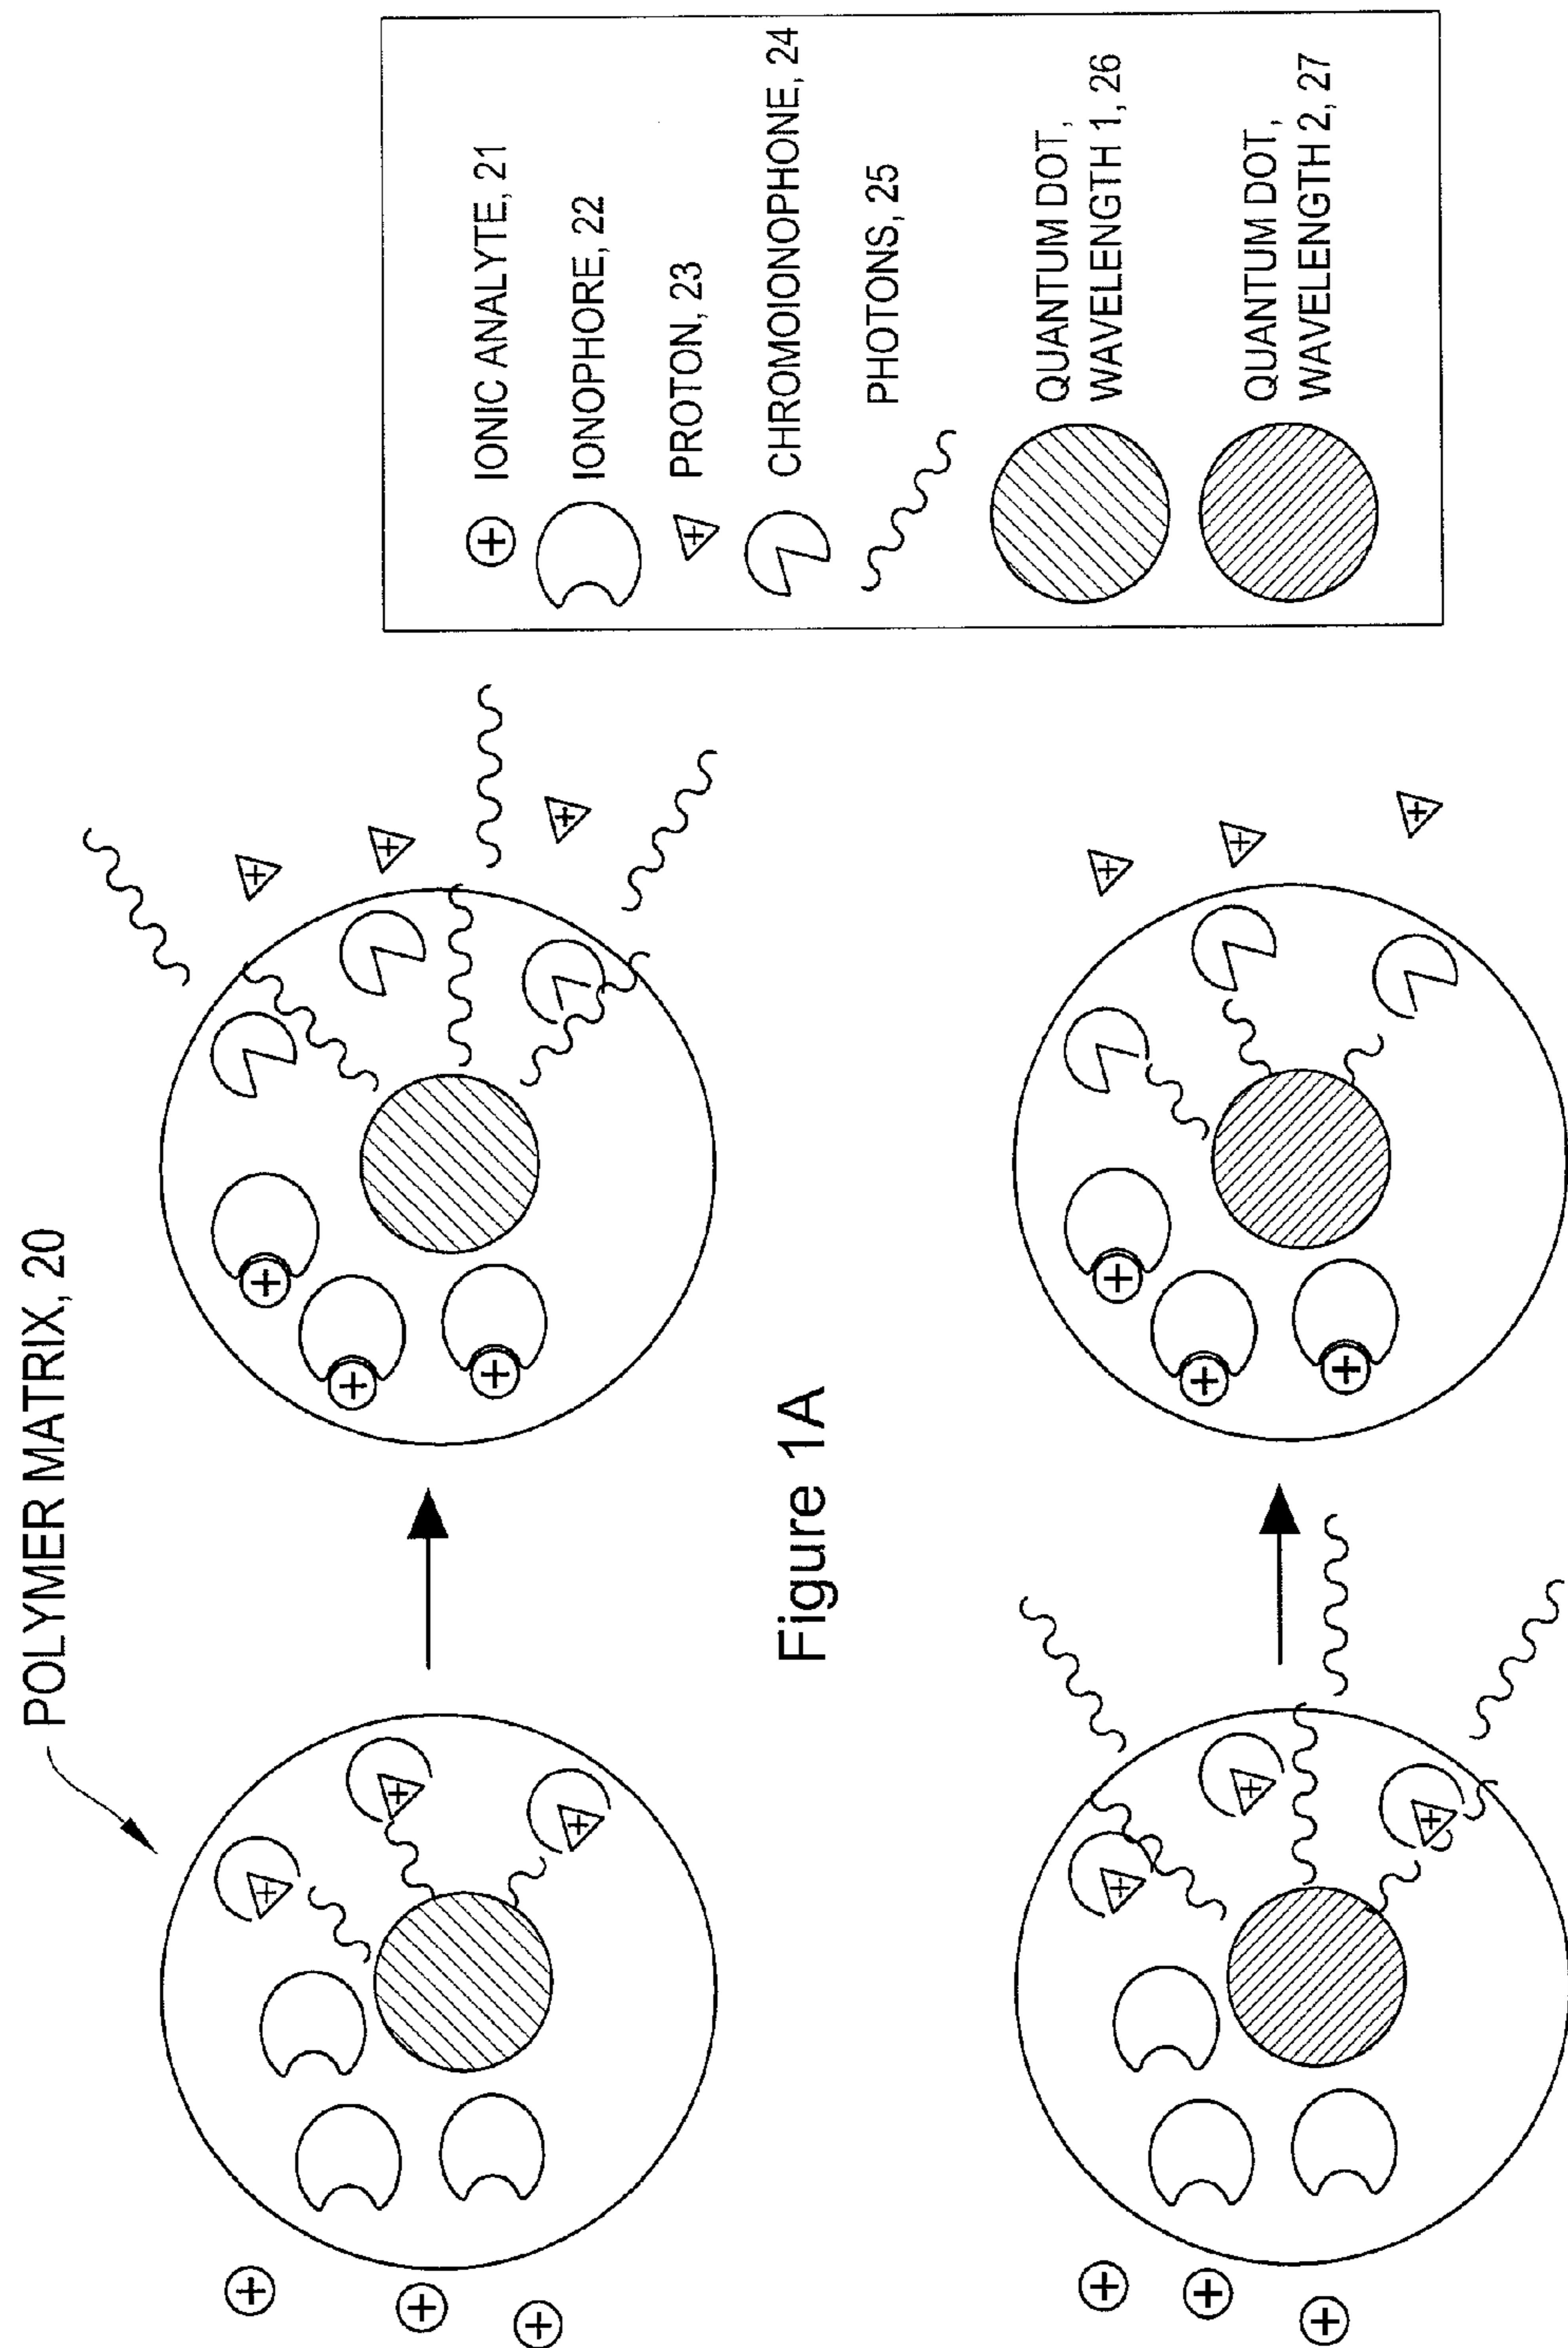 POLYMER MATRIX, 20
Figure 1A
IONIC ANALYTE, 21
IONOPHORE, 22
PROTON, 23
CHROMOIONOPHONE, 24
PHOTONS, 25
QUANTUM DOT,
WAVELENGTH 1, 26
QUANTUM DOT,
WAVELENGTH 2, 27